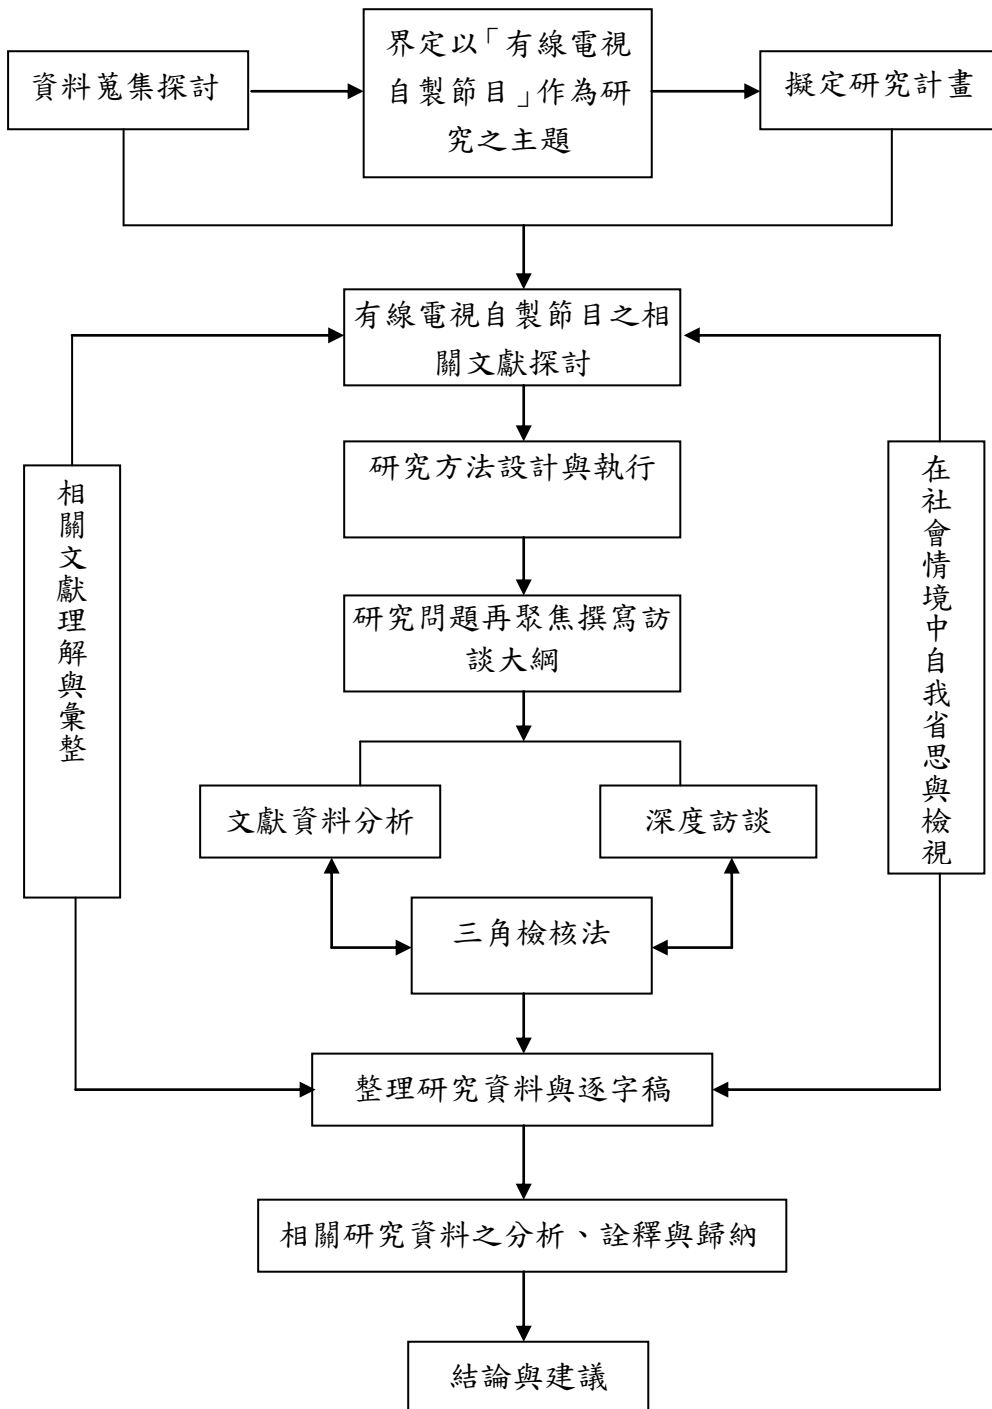 資料蒐集探討
界定以「有線電視
自製節目」作為研
究之主題
擬定研究計畫
有線電視自製節目之相
關文獻探討
研究方法設計與執行
相關文獻理解與彙整
在社會情境中自我省思與檢視
研究問題再聚焦撰寫訪
談大綱
文獻資料分析
深度訪談
三角檢核法
整理研究資料與逐字稿
相關研究資料之分析、詮釋與歸納
結論與建議